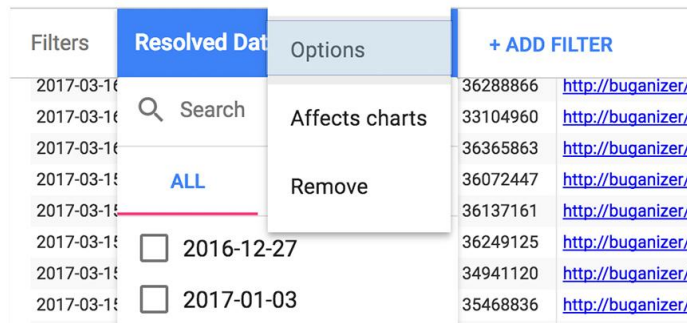 Filters Resolved Dat Options + ADD FILTER
2017-03-16 36288866 http://buganizer/
2017-03-16 Search Affects charts 33104960 http://buganizer/
2017-03-16 36365863 http://buganizer/
2017-03-15 ALL Remove 36072447 http://buganizer/
2017-03-15 36137161 http://buganizer/
2017-03-15 2016-12-27 36249125 http://buganizer/
2017-03-15 34941120 http://buganizer/
2017-03-15 2017-01-03 35468836 http://buganizer/